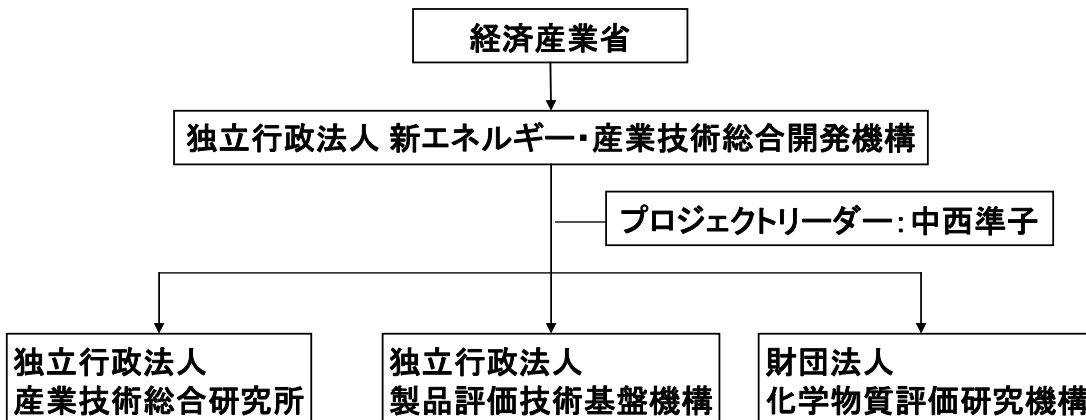 経済産業省
独立行政法人 新エネルギー・産業技術総合開発機構
プロジェクトリーダー：中西準子
独立行政法人
産業技術総合研究所
独立行政法人
製品評価技術基盤機構
財団法人
化学物質評価研究機構